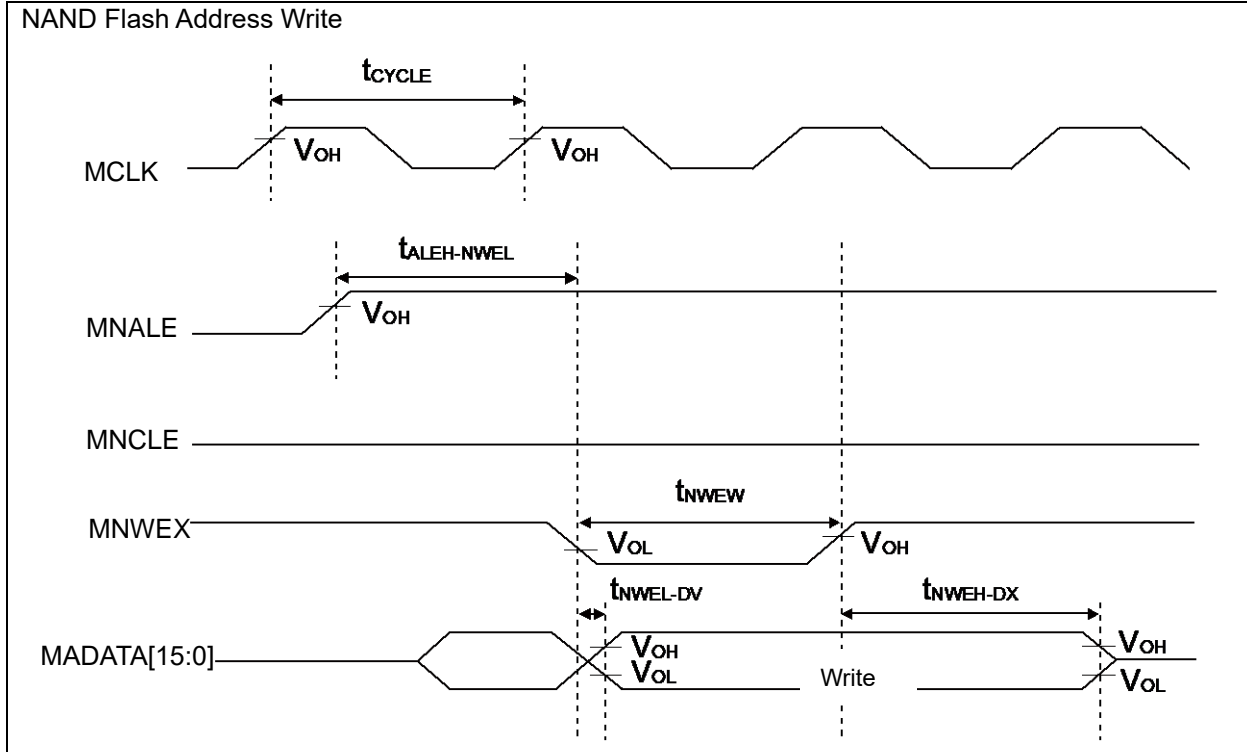 NAND Flash Address Write
tCYCLE
MCLK
VOH
VOH
tALEH-NWEL
MNALE
VOH
MNCLE
tNWEW
MNWEX
VOL
VOH
tNWEL-DV
tNWEH-DX
MADATA[15:0]
VOH
VOL
Write
VOH
VOL